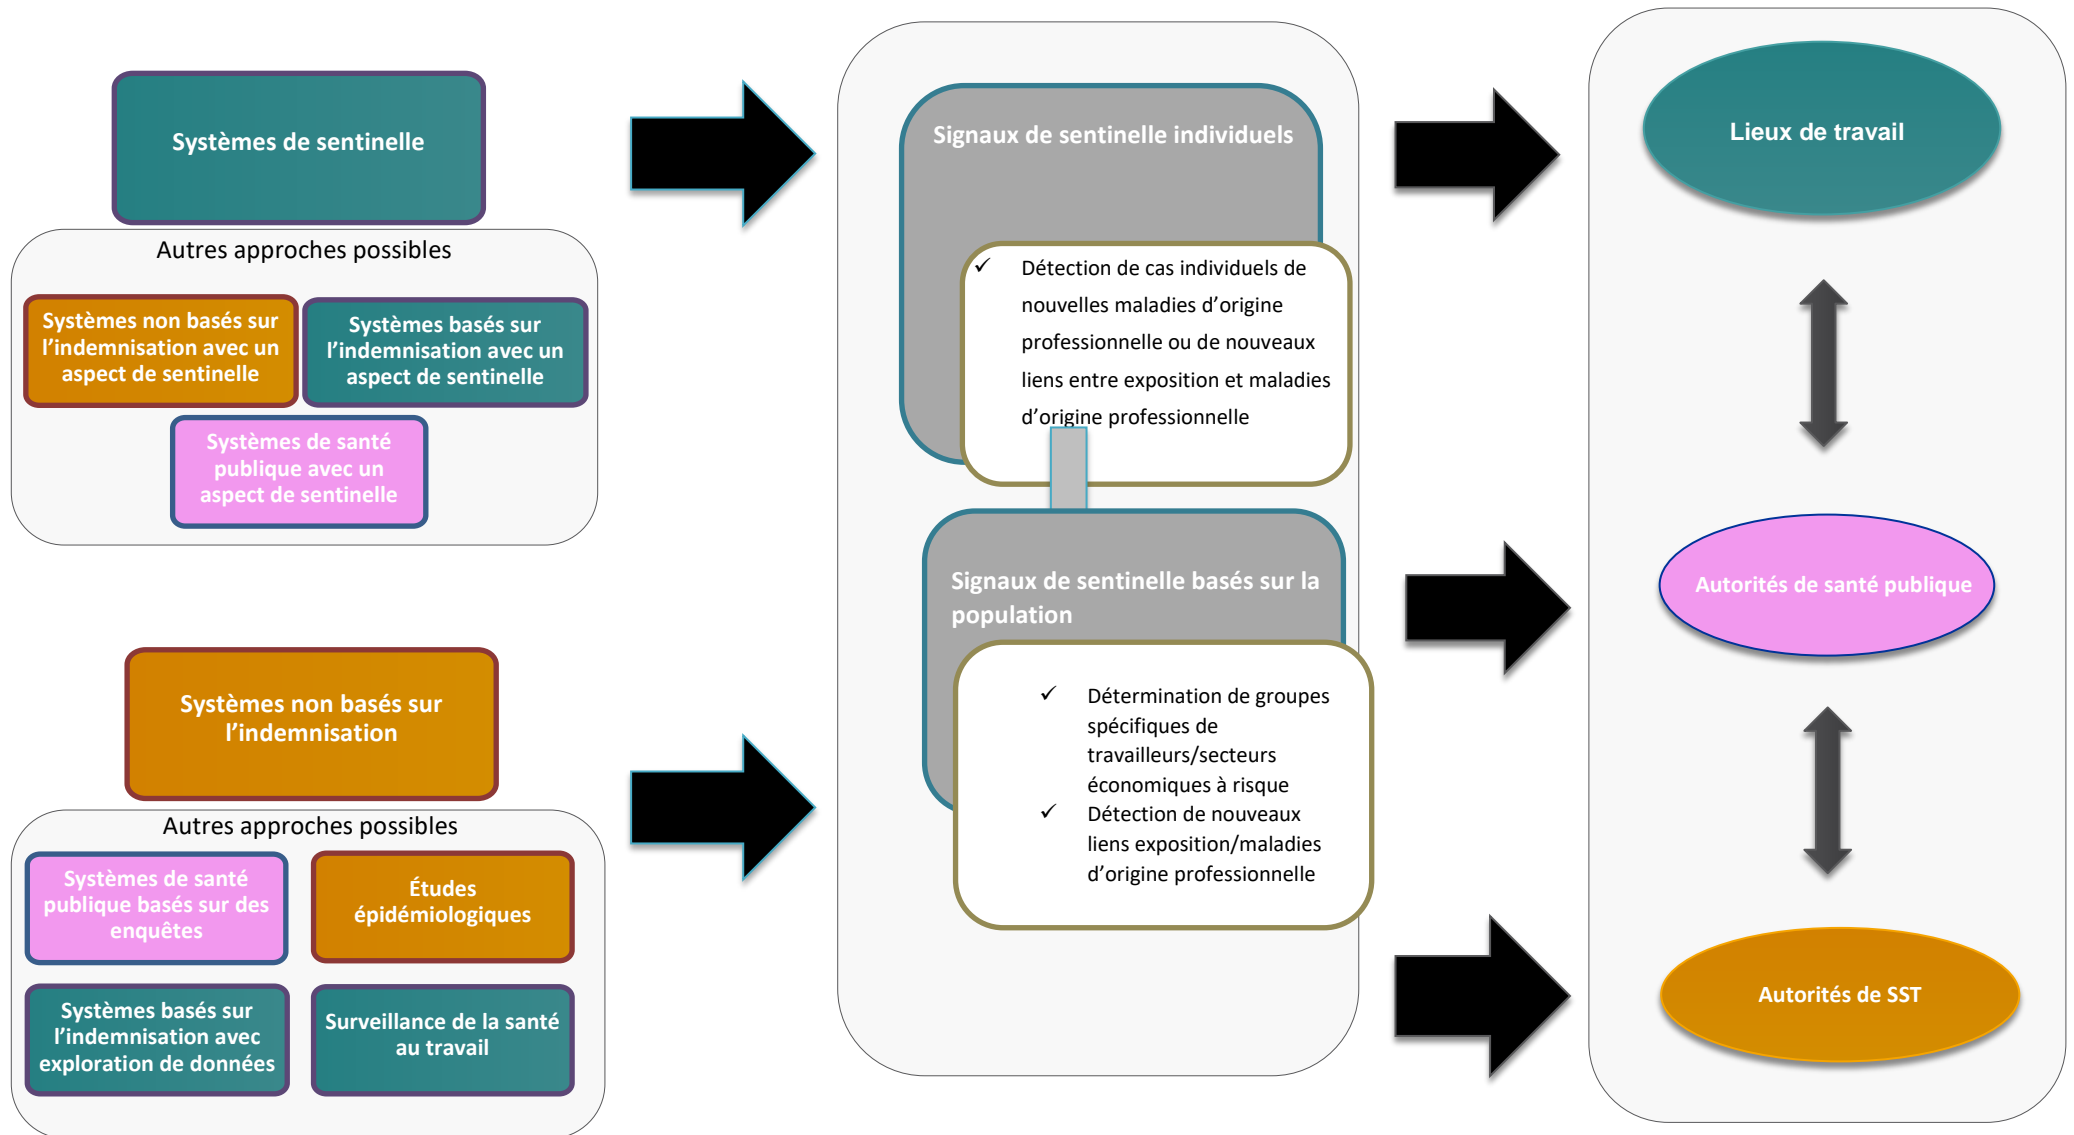 Systèmes de sentinelle
Autres approches possibles
Systèmes non basés sur
l’indemnisation avec un
aspect de sentinelle
Systèmes basés sur
l’indemnisation avec un
aspect de sentinelle
Systèmes de santé
publique avec un
aspect de sentinelle
Systèmes non basés sur
l’indemnisation
Autres approches possibles
Systèmes de santé
publique basés sur des
enquêtes
Études
épidémiologiques
Systèmes basés sur
l’indemnisation avec
exploration de données
Surveillance de la santé
au travail
Signaux de sentinelle individuels
✓ Détection de cas individuels de
nouvelles maladies d’origine
professionnelle ou de nouveaux
liens entre exposition et maladies
d’origine professionnelle
Signaux de sentinelle basés sur la
population
✓ Détermination de groupes
spécifiques de
travailleurs/secteurs
économiques à risque
✓ Détection de nouveaux
liens exposition/maladies
d’origine professionnelle
Lieux de travail
Autorités de santé publique
Autorités de SST